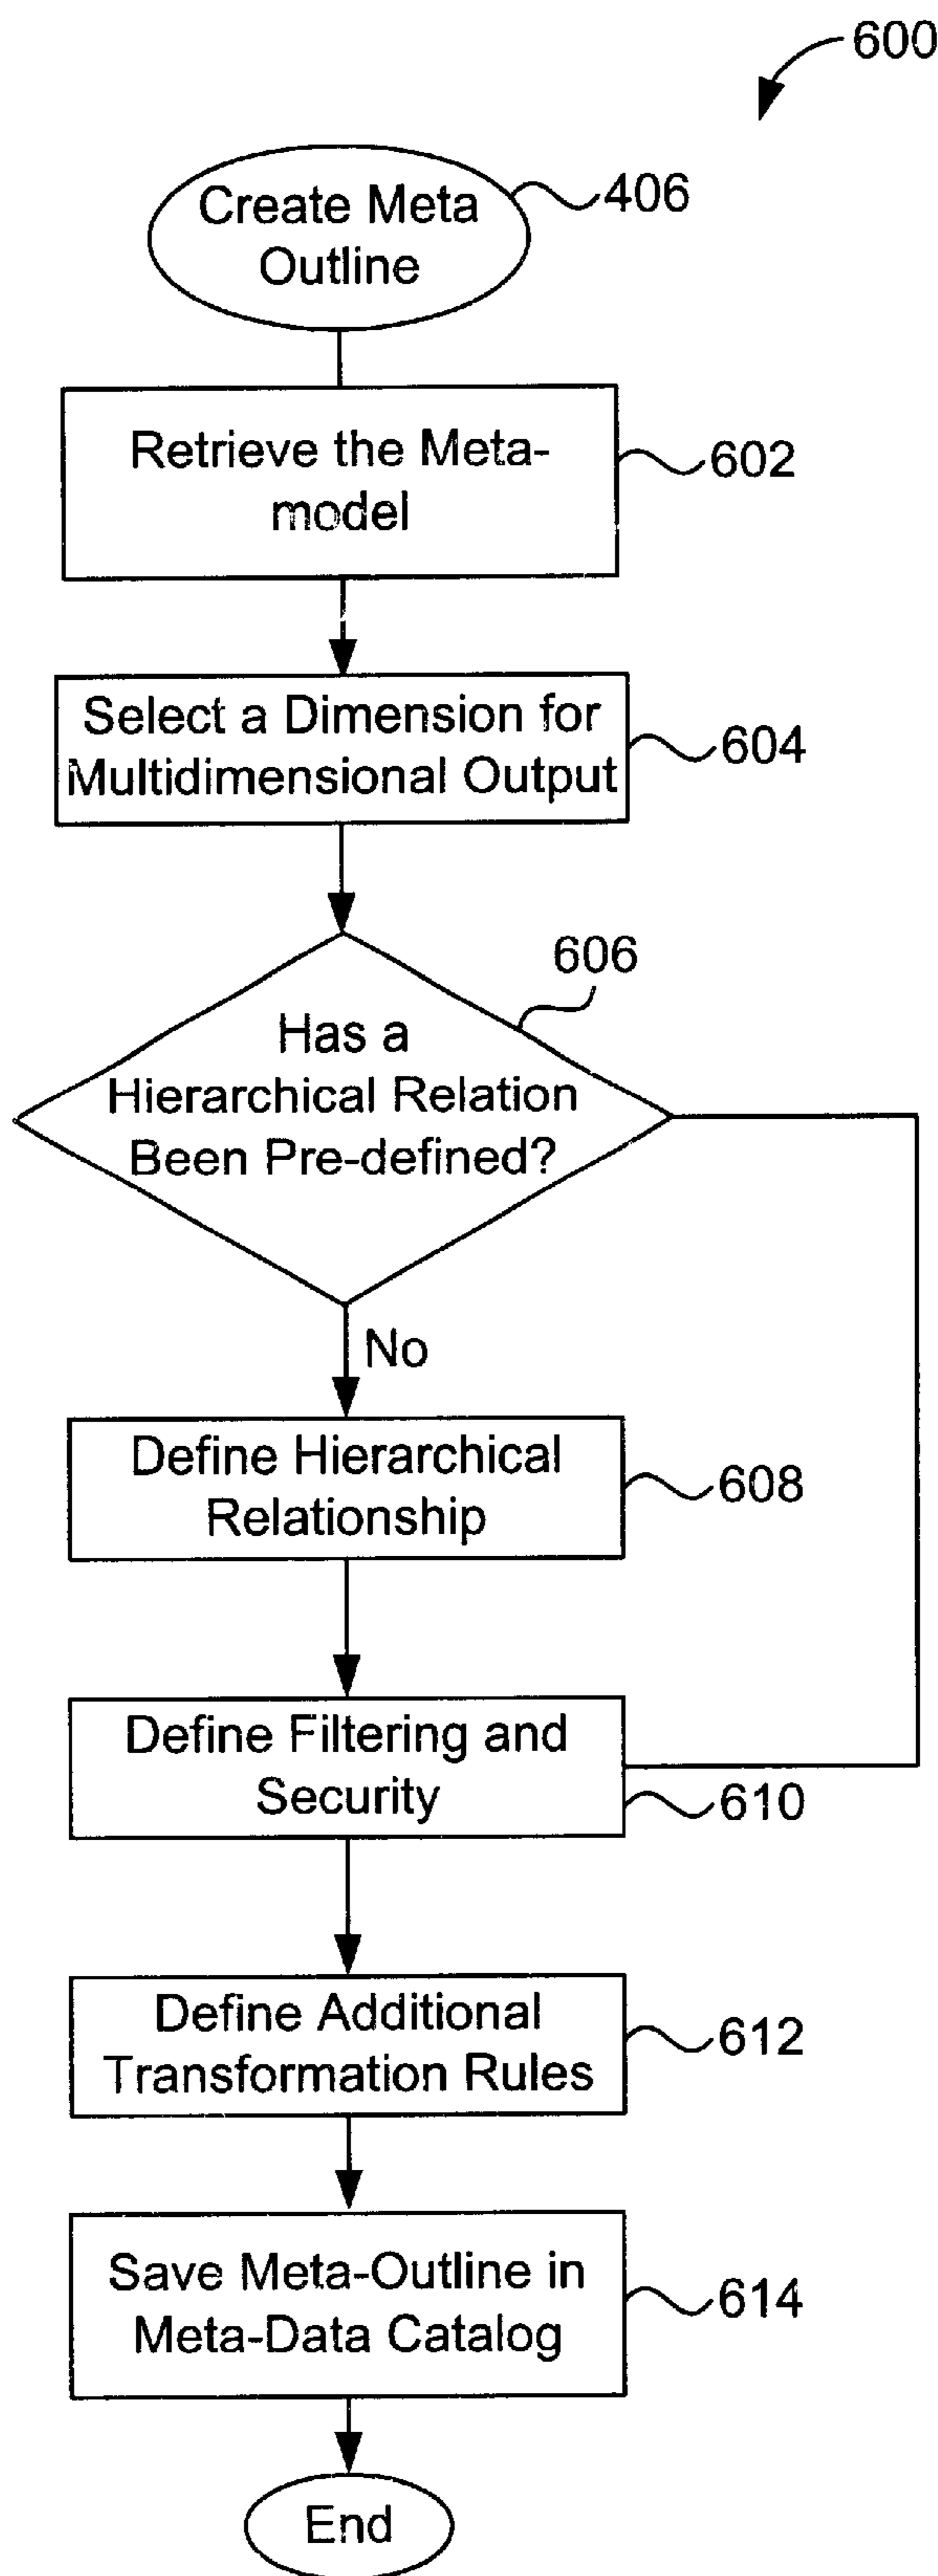 600
Create Meta
Outline
406
Retrieve the Meta-
model
602
Select a Dimension for
Multidimensional Output
604
606
Has a
Hierarchical Relation
Been Pre-defined?
No
Define Hierarchical
Relationship
608
Define Filtering and
Security
610
Define Additional
Transformation Rules
612
Save Meta-Outline in
Meta-Data Catalog
614
End